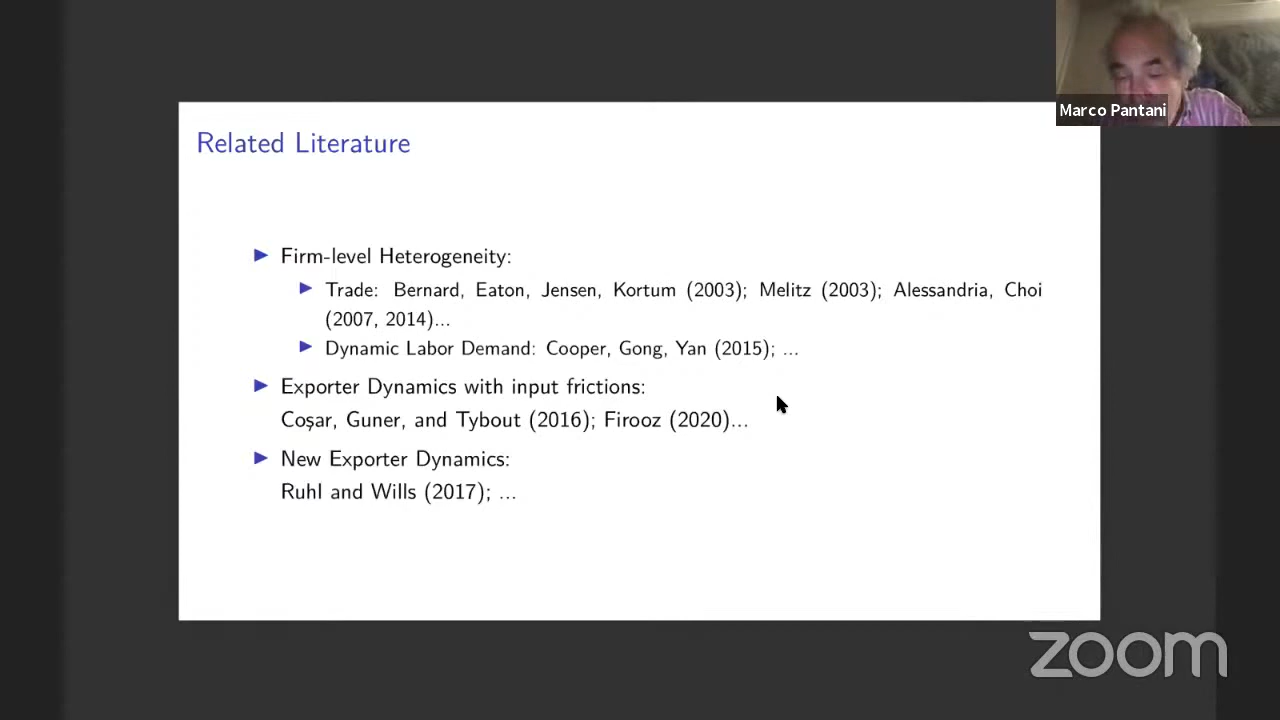 Marco Pantani
Related Literature
▶ Firm-level Heterogeneity:
▶ Trade: Bernard, Eaton, Jensen, Kortum (2003); Melitz (2003); Alessandria, Choi
(2007, 2014)...
▶ Dynamic Labor Demand: Cooper, Gong, Yan (2015); ...
▶ Exporter Dynamics with input frictions:
Coşar, Guner, and Tybout (2016); Firooz (2020)...
▶ New Exporter Dynamics:
Ruhl and Wills (2017); ...
zoom